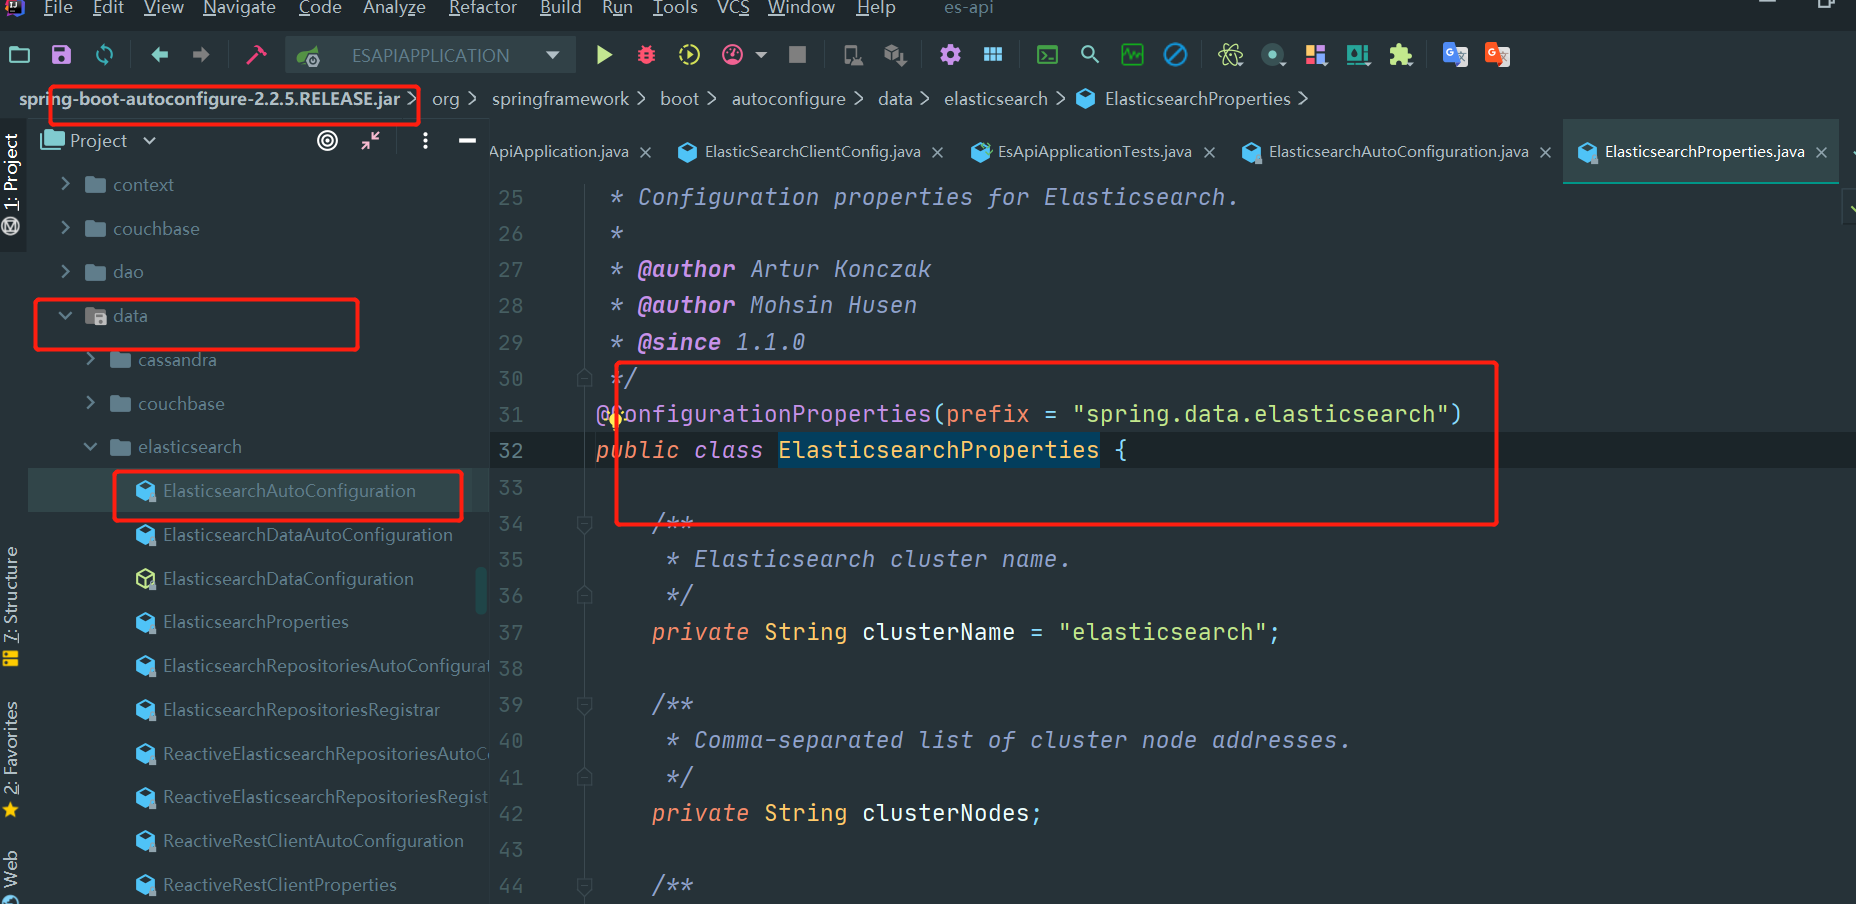 File Edit View Navigate Code Analyze Refactor Build Run Tools VCS Window Help es-api
ESAPIAPPLICATION
spring-boot-autoconfigure-2.2.5.RELEASE.jar org springframework boot autoconfigure data elasticsearch ElasticsearchProperties
Project
ApiApplication.java ElasticSearchClientConfig.java EsApiApplicationTests.java ElasticsearchAutoConfiguration.java ElasticsearchProperties.java
1: Project
7: Structure
2: Favorites
Web
context
couchbase
dao
data
cassandra
couchbase
elasticsearch
ElasticsearchAutoConfiguration
ElasticsearchDataAutoConfiguration
ElasticsearchDataConfiguration
ElasticsearchProperties
ElasticsearchRepositoriesAutoConfigurat
ElasticsearchRepositoriesRegistrar
ReactiveElasticsearchRepositoriesAutoC
ReactiveElasticsearchRepositoriesRegist
ReactiveRestClientAutoConfiguration
ReactiveRestClientProperties
25 * Configuration properties for Elasticsearch.
26 *
27 * @author Artur Konczak
28 * @author Mohsin Husen
29 * @since 1.1.0
30 */
31 @ConfigurationProperties(prefix = "spring.data.elasticsearch")
32 public class ElasticsearchProperties {
33
34 /**
35 * Elasticsearch cluster name.
36 */
37 private String clusterName = "elasticsearch";
38
39 /**
40 * Comma-separated list of cluster node addresses.
41 */
42 private String clusterNodes;
43
44 /**